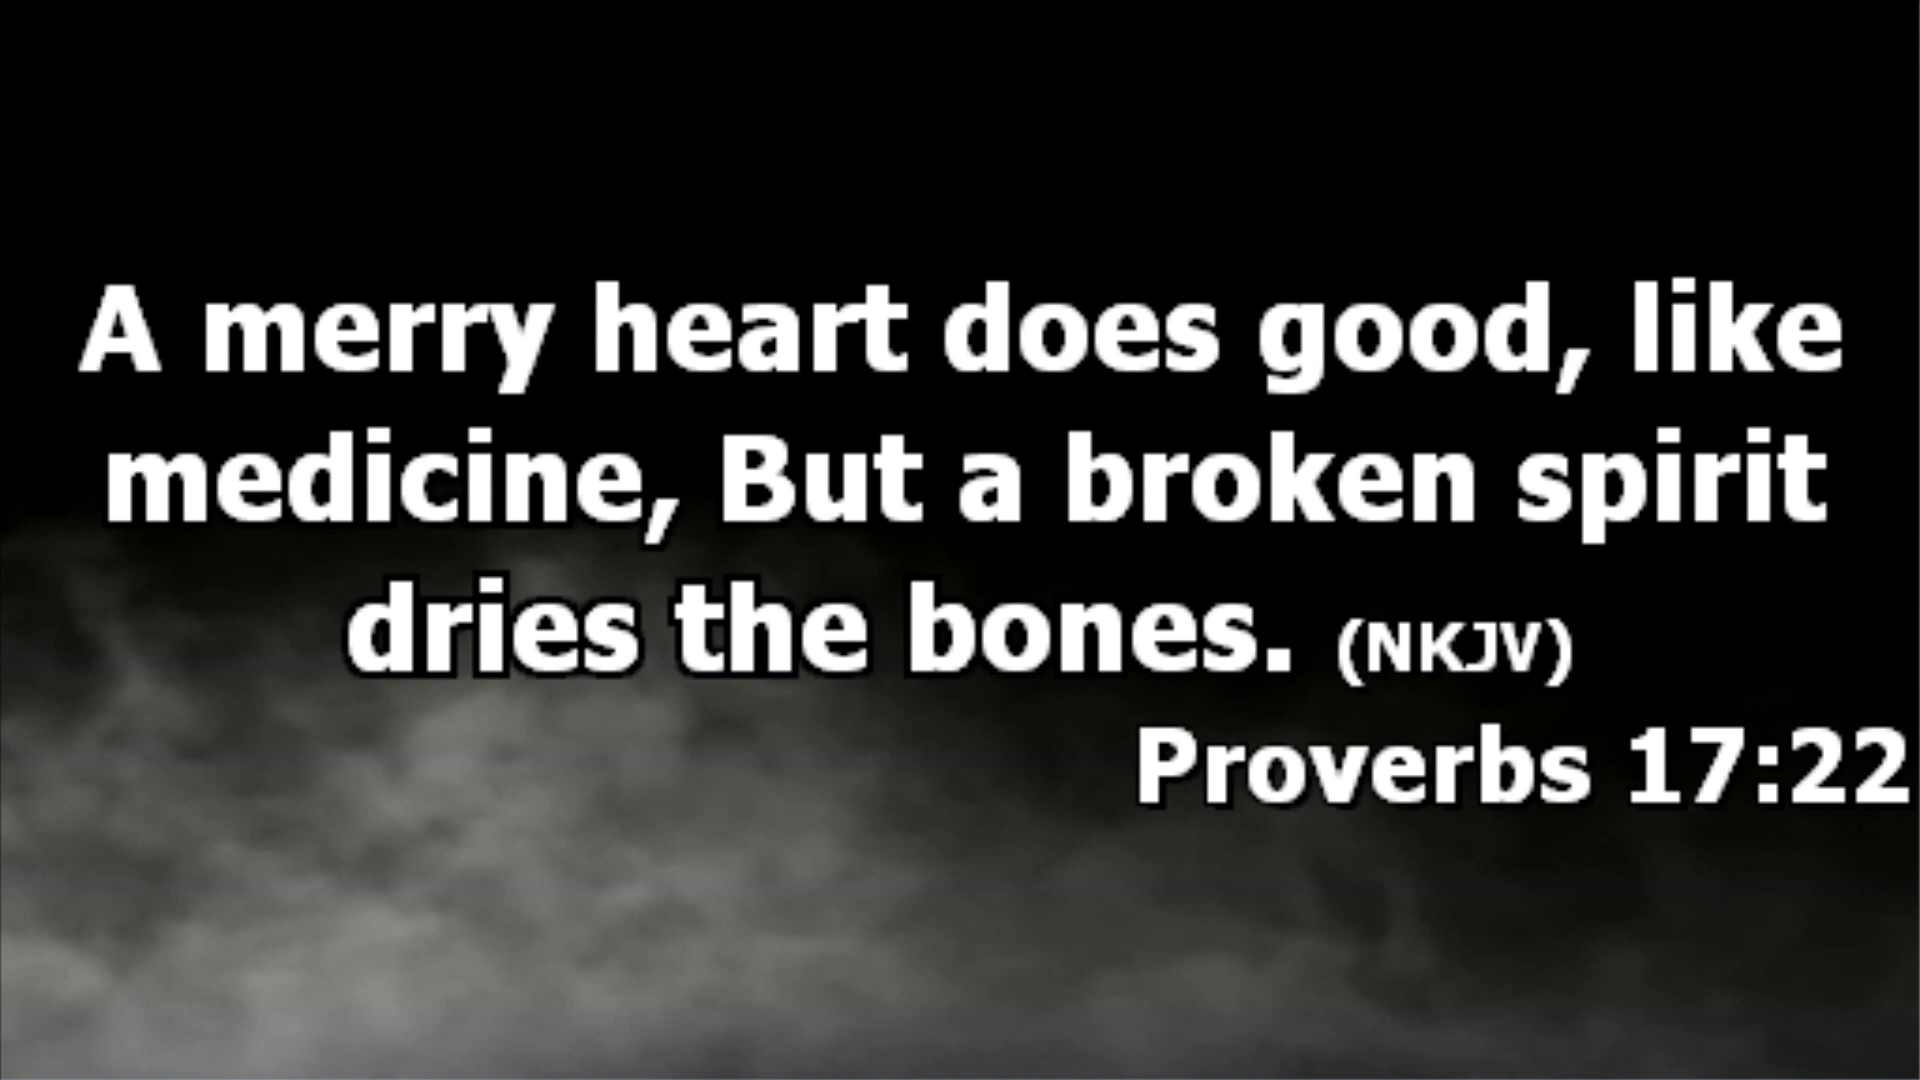 A merry heart does good, like
medicine, But a broken spirit
dries the bones. (NKJV)
Proverbs 17:22